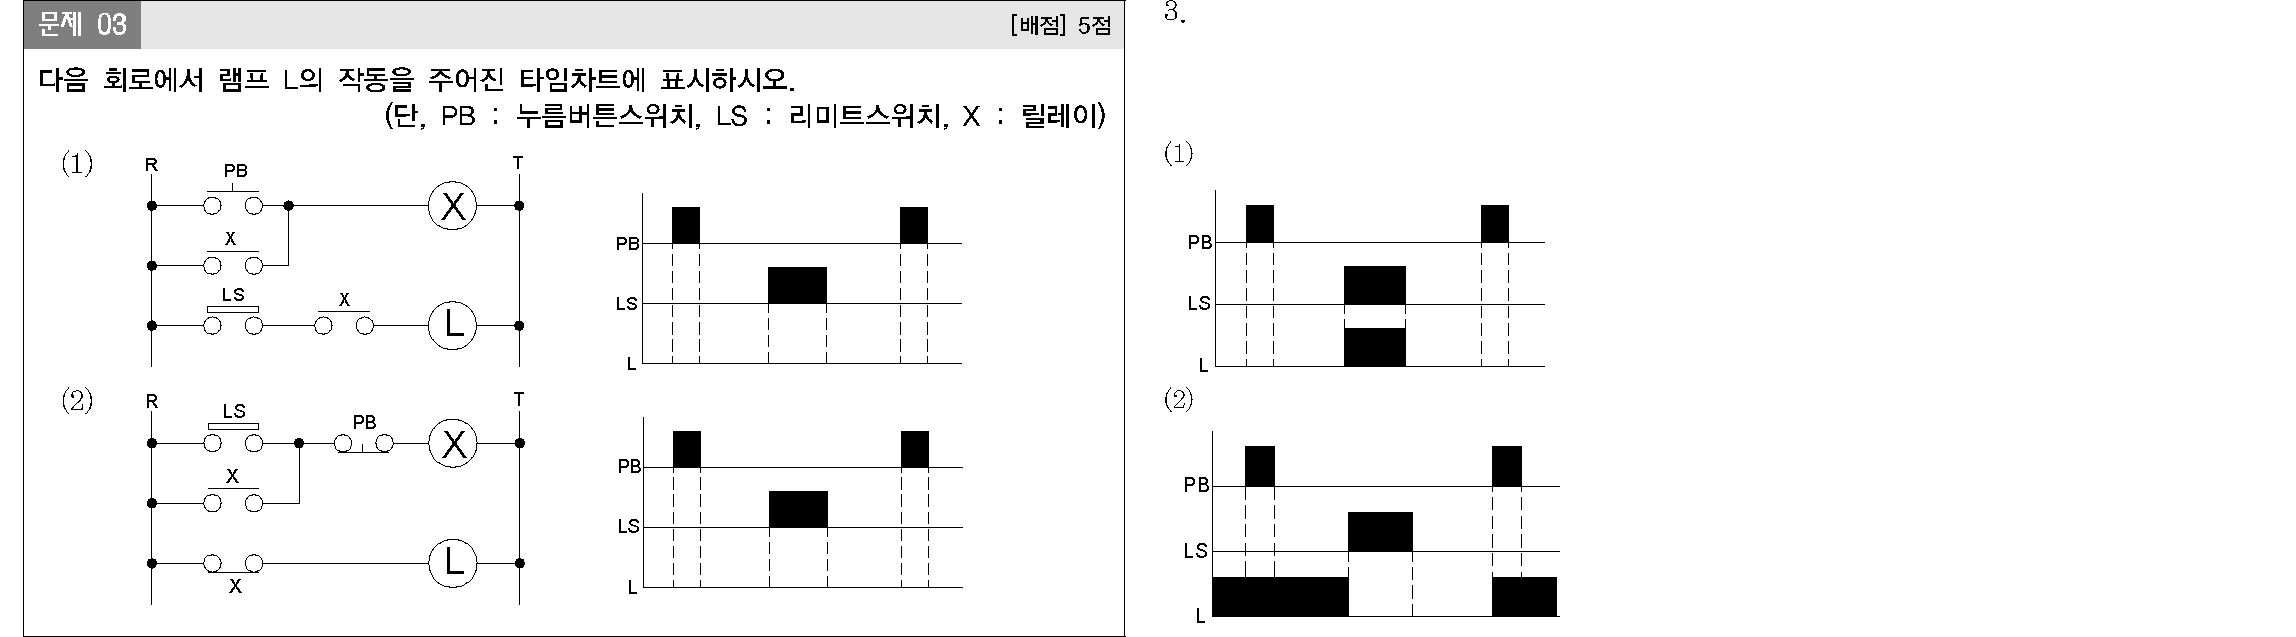 문제 03
[배점] 5점
다음 회로에서 램프 L의 작동을 주어진 타임차트에 표시하시오.
(단, PB : 누름버튼스위치, LS : 리미트스위치, X : 릴레이)
(1)
R
T
PB
X
X
LS
X
L
PB
LS
L
(2)
R
T
LS
PB
X
X
X
L
PB
LS
L
3.
(1)
PB
LS
L
(2)
PB
LS
L